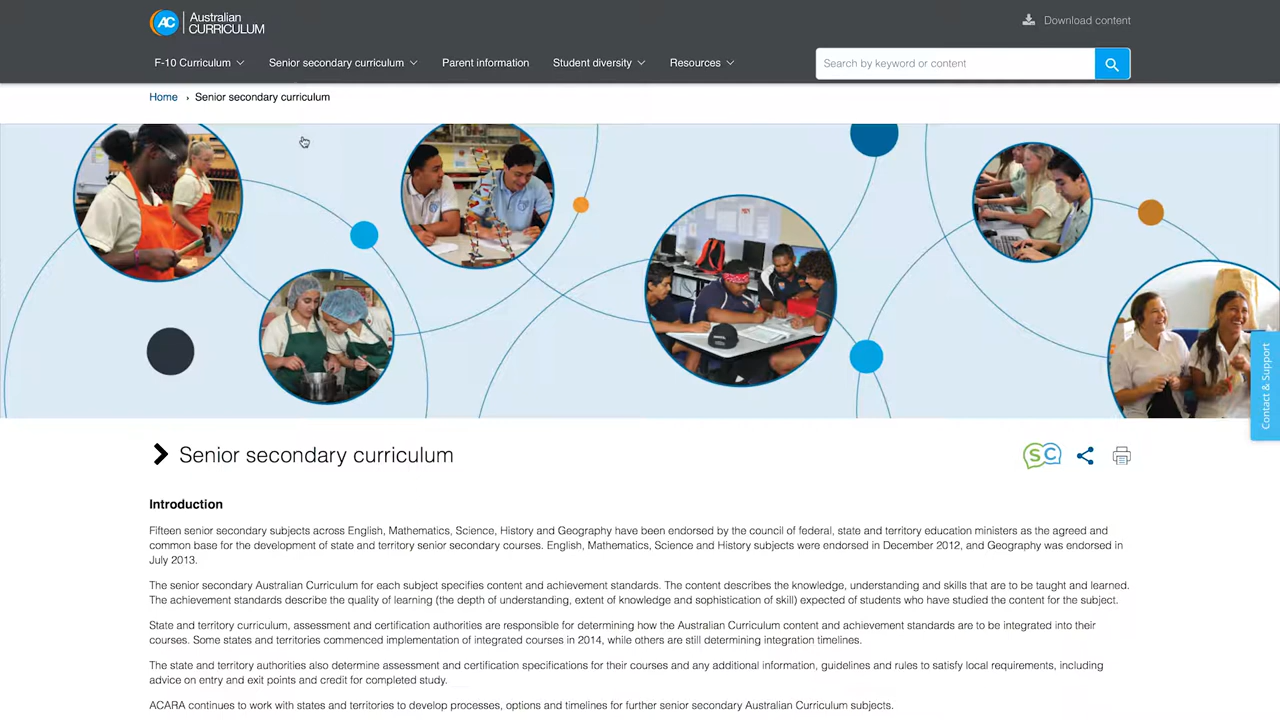 AC
Australian
CURRICULUM
Download content
F-10 Curriculum
Senior secondary curriculum
Parent information
Student diversity
Resources
Search by keyword or content
Home › Senior secondary curriculum
Contact & Support
Senior secondary curriculum
SC
Introduction
Fifteen senior secondary subjects across English, Mathematics, Science, History and Geography have been endorsed by the council of federal, state and territory education ministers as the agreed and
common base for the development of state and territory senior secondary courses. English, Mathematics, Science and History subjects were endorsed in December 2012, and Geography was endorsed in
July 2013.
The senior secondary Australian Curriculum for each subject specifies content and achievement standards. The content describes the knowledge, understanding and skills that are to be taught and learned.
The achievement standards describe the quality of learning (the depth of understanding, extent of knowledge and sophistication of skill) expected of students who have studied the content for the subject.
State and territory curriculum, assessment and certification authorities are responsible for determining how the Australian Curriculum content and achievement standards are to be integrated into their
courses. Some states and territories commenced implementation of integrated courses in 2014, while others are still determining integration timelines.
The state and territory authorities also determine assessment and certification specifications for their courses and any additional information, guidelines and rules to satisfy local requirements, including
advice on entry and exit points and credit for completed study.
ACARA continues to work with states and territories to develop processes, options and timelines for further senior secondary Australian Curriculum subjects.